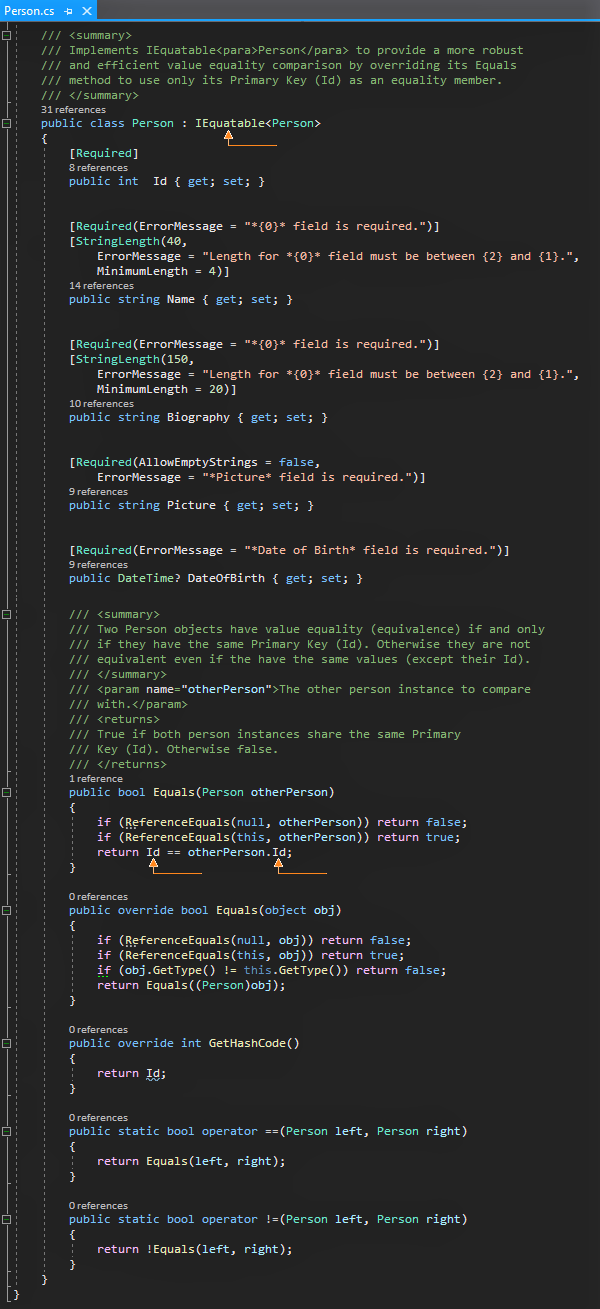 Person.cs
/// <summary>
/// Implements IEquatable<para>Person</para> to provide a more robust
/// and efficient value equality comparison by overriding its Equals
/// method to use only its Primary Key (Id) as an equality member.
/// </summary>
31 references
public class Person : IEquatable<Person>
{
[Required]
8 references
public int  Id { get; set; }
[Required(ErrorMessage = "*{0}* field is required.")]
[StringLength(40,
ErrorMessage = "Length for *{0}* field must be between {2} and {1}.",
MinimumLength = 4)]
14 references
public string Name { get; set; }
[Required(ErrorMessage = "*{0}* field is required.")]
[StringLength(150,
ErrorMessage = "Length for *{0}* field must be between {2} and {1}.",
MinimumLength = 20)]
10 references
public string Biography { get; set; }
[Required(AllowEmptyStrings = false,
ErrorMessage = "*Picture* field is required.")]
9 references
public string Picture { get; set; }
[Required(ErrorMessage = "*Date of Birth* field is required.")]
9 references
public DateTime? DateOfBirth { get; set; }
/// <summary>
/// Two Person objects have value equality (equivalence) if and only
/// if they have the same Primary Key (Id). Otherwise they are not
/// equivalent even if the have the same values (except their Id).
/// </summary>
/// <param name="otherPerson">The other person instance to compare
/// with.</param>
/// <returns>
/// True if both person instances share the same Primary
/// Key (Id). Otherwise false.
/// </returns>
1 reference
public bool Equals(Person otherPerson)
{
if (ReferenceEquals(null, otherPerson)) return false;
if (ReferenceEquals(this, otherPerson)) return true;
return Id == otherPerson.Id;
}
0 references
public override bool Equals(object obj)
{
if (ReferenceEquals(null, obj)) return false;
if (ReferenceEquals(this, obj)) return true;
if (obj.GetType() != this.GetType()) return false;
return Equals((Person)obj);
}
0 references
public override int GetHashCode()
{
return Id;
}
0 references
public static bool operator ==(Person left, Person right)
{
return Equals(left, right);
}
0 references
public static bool operator !=(Person left, Person right)
{
return !Equals(left, right);
}
}
}